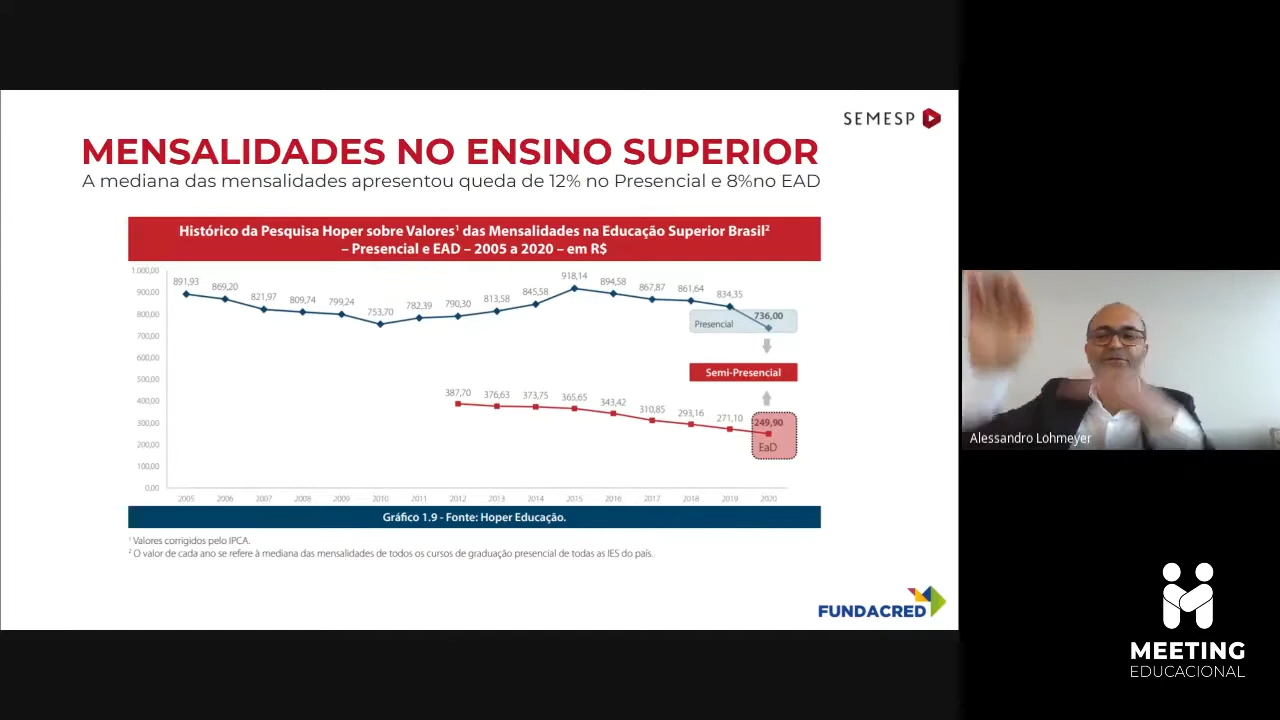 SEMESP
MENSALIDADES NO ENSINO SUPERIOR
A mediana das mensalidades apresentou queda de 12% no Presencial e 8%no EAD
Histórico da Pesquisa Hoper sobre Valores¹ das Mensalidades na Educação Superior Brasil²
– Presencial e EAD – 2005 a 2020 – em R$
1.000,00
900,00
800,00
700,00
600,00
500,00
400,00
300,00
200,00
100,00
0,00
891,93 869,20 821,97 809,74 799,24 753,70 782,39 790,30 813,58 845,58 918,14 894,58 867,87 861,64 834,35 736,00
Presencial
Semi-Presencial
387,70 376,63 373,75 365,65 343,42 310,85 293,16 271,10 249,90
EaD
2005 2006 2007 2008 2009 2010 2011 2012 2013 2014 2015 2016 2017 2018 2019 2020
Gráfico 1.9 - Fonte: Hoper Educação.
¹ Valores corrigidos pelo IPCA.
² O valor de cada ano se refere à mediana das mensalidades de todos os cursos de graduação presencial de todas as IES do país.
FUNDACRED
Alessandro Lohmeyer
MEETING
EDUCACIONAL